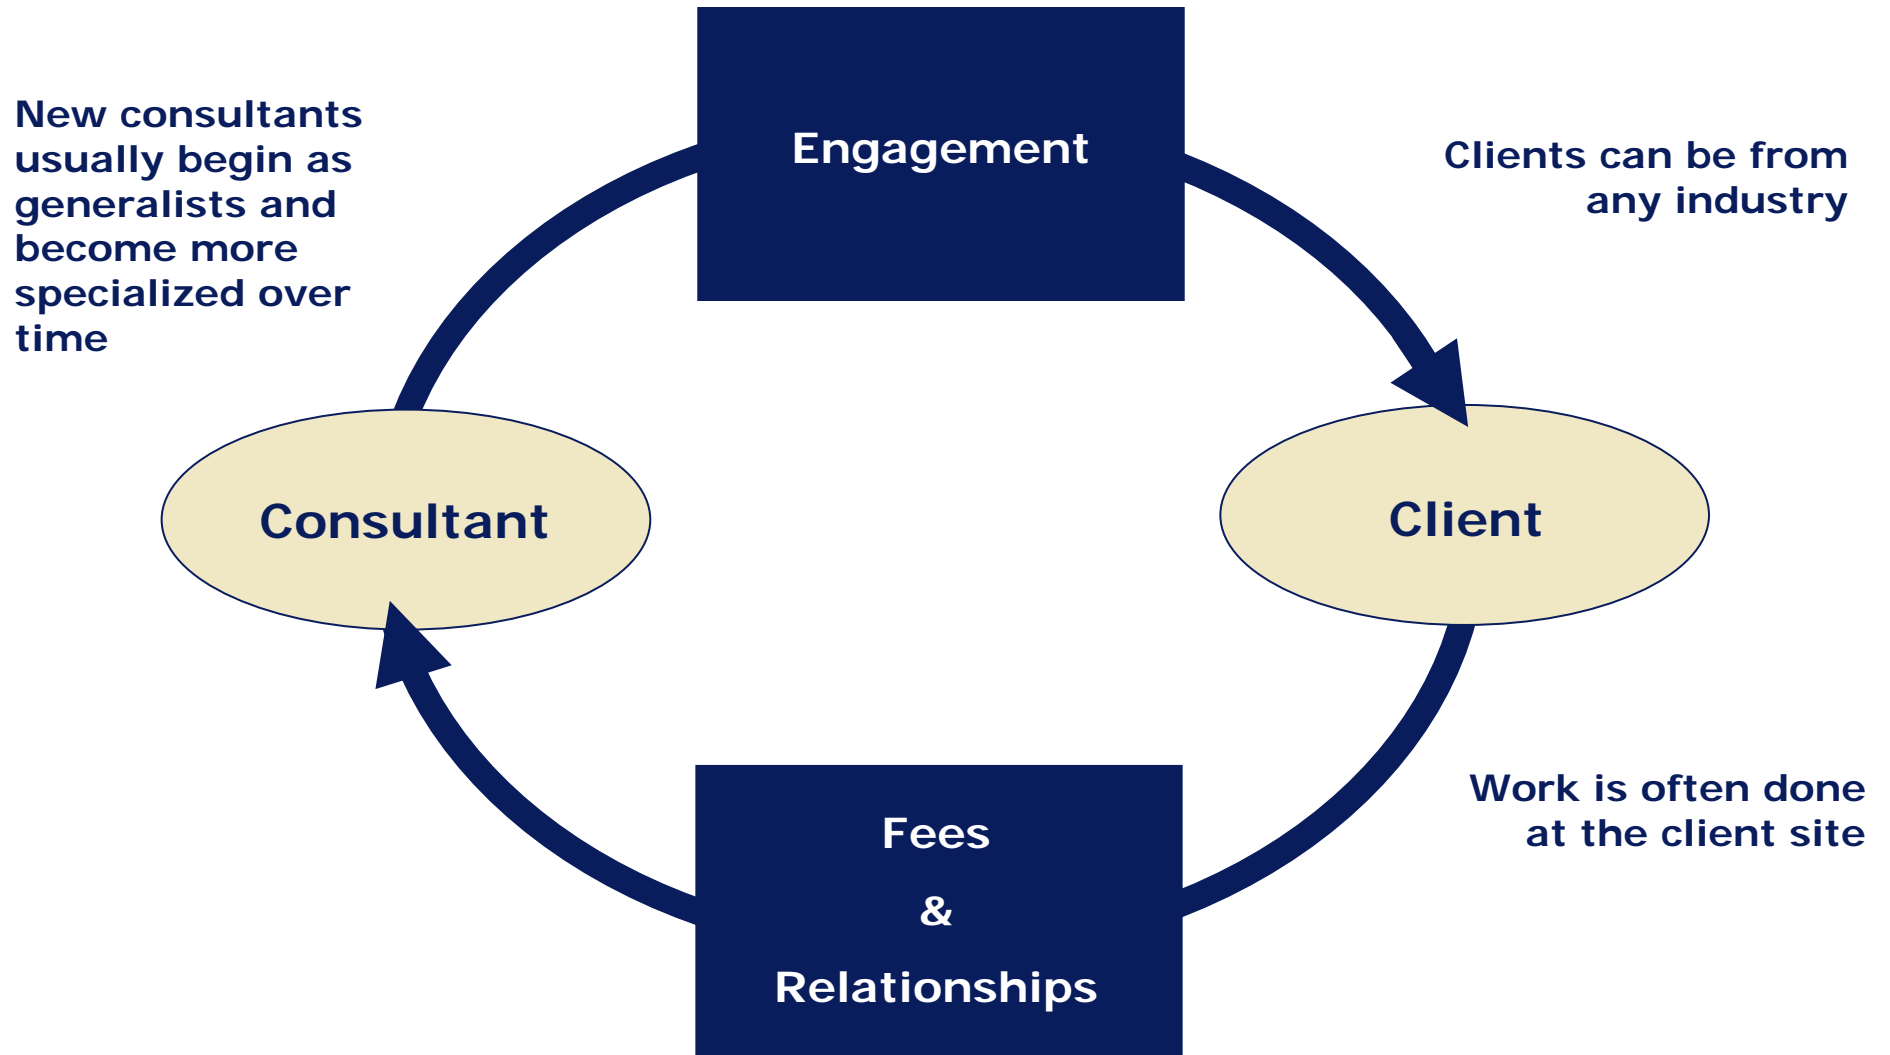 New consultants
usually begin as
generalists and
become more
specialized over
time
Engagement
Clients can be from
any industry
Consultant
Client
Fees
&
Relationships
Work is often done
at the client site